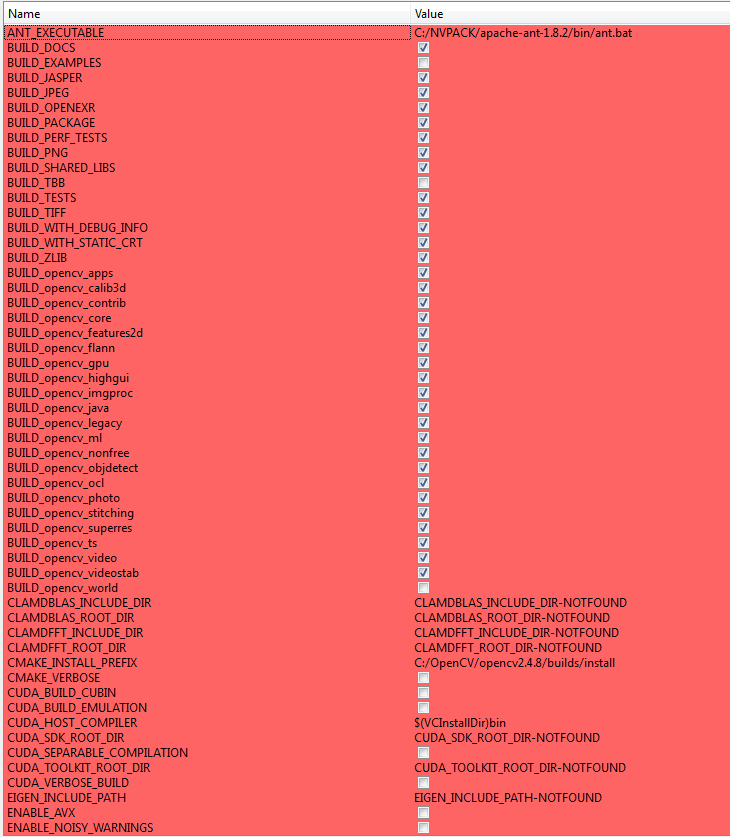 Name Value
ANT_EXECUTABLE C:/NVPACK/apache-ant-1.8.2/bin/ant.bat
BUILD_DOCS
BUILD_EXAMPLES
BUILD_JASPER
BUILD_JPEG
BUILD_OPENEXR
BUILD_PACKAGE
BUILD_PERF_TESTS
BUILD_PNG
BUILD_SHARED_LIBS
BUILD_TBB
BUILD_TESTS
BUILD_TIFF
BUILD_WITH_DEBUG_INFO
BUILD_WITH_STATIC_CRT
BUILD_ZLIB
BUILD_opencv_apps
BUILD_opencv_calib3d
BUILD_opencv_contrib
BUILD_opencv_core
BUILD_opencv_features2d
BUILD_opencv_flann
BUILD_opencv_gpu
BUILD_opencv_highgui
BUILD_opencv_imgproc
BUILD_opencv_java
BUILD_opencv_legacy
BUILD_opencv_ml
BUILD_opencv_nonfree
BUILD_opencv_objdetect
BUILD_opencv_ocl
BUILD_opencv_photo
BUILD_opencv_stitching
BUILD_opencv_superres
BUILD_opencv_ts
BUILD_opencv_video
BUILD_opencv_videostab
BUILD_opencv_world
CLAMDBLAS_INCLUDE_DIR CLAMDBLAS_INCLUDE_DIR-NOTFOUND
CLAMDBLAS_ROOT_DIR CLAMDBLAS_ROOT_DIR-NOTFOUND
CLAMDFFT_INCLUDE_DIR CLAMDFFT_INCLUDE_DIR-NOTFOUND
CLAMDFFT_ROOT_DIR CLAMDFFT_ROOT_DIR-NOTFOUND
CMAKE_INSTALL_PREFIX C:/OpenCV/opencv2.4.8/builds/install
CMAKE_VERBOSE
CUDA_BUILD_CUBIN
CUDA_BUILD_EMULATION
CUDA_HOST_COMPILER $(VCInstallDir)bin
CUDA_SDK_ROOT_DIR CUDA_SDK_ROOT_DIR-NOTFOUND
CUDA_SEPARABLE_COMPILATION
CUDA_TOOLKIT_ROOT_DIR CUDA_TOOLKIT_ROOT_DIR-NOTFOUND
CUDA_VERBOSE_BUILD
EIGEN_INCLUDE_PATH EIGEN_INCLUDE_PATH-NOTFOUND
ENABLE_AVX
ENABLE_NOISY_WARNINGS